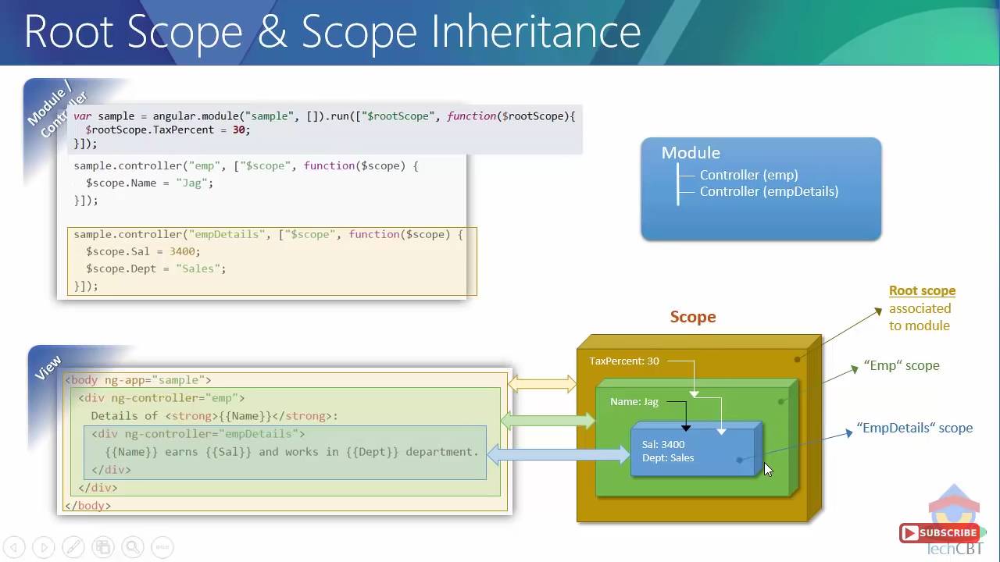 Root Scope & Scope Inheritance
Module /
Controller
var sample = angular.module("sample", []).run(["$rootScope", function($rootScope){
$rootScope.TaxPercent = 30;
}]);
sample.controller("emp", ["$scope", function($scope) {
$scope.Name = "Jag";
}]);
sample.controller("empDetails", ["$scope", function($scope) {
$scope.Sal = 3400;
$scope.Dept = "Sales";
}]);
Module
Controller (emp)
Controller (empDetails)
View
<body ng-app="sample">
<div ng-controller="emp">
Details of <strong>{{Name}}</strong>:
<div ng-controller="empDetails">
{{Name}} earns {{Sal}} and works in {{Dept}} department.
</div>
</div>
</body>
Scope
TaxPercent: 30
Name: Jag
Sal: 3400
Dept: Sales
Root scope
associated
to module
“Emp“ scope
“EmpDetails“ scope
SUBSCRIBE
TechCBT